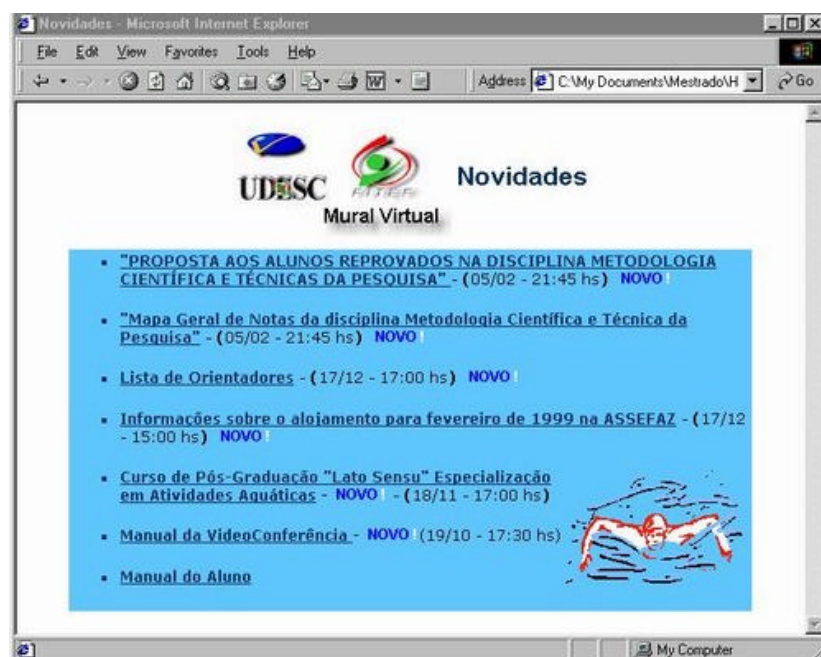 Novidades - Microsoft Internet Explorer
File Edit View Favorites Tools Help
Address C:\My Documents\Mestrado\H Go
UDESC
Novidades
Mural Virtual
"PROPOSTA AOS ALUNOS REPROVADOS NA DISCIPLINA METODOLOGIA
CIENTÍFICA E TÉCNICAS DA PESQUISA" - (05/02 - 21:45 hs) NOVO!
"Mapa Geral de Notas da disciplina Metodologia Científica e Técnica da
Pesquisa" - (05/02 - 21:45 hs) NOVO!
Lista de Orientadores - (17/12 - 17:00 hs) NOVO!
Informações sobre o alojamento para fevereiro de 1999 na ASSEFAZ - (17/12
- 15:00 hs) NOVO!
Curso de Pós-Graduação "Lato Sensu" Especialização
em Atividades Aquáticas - NOVO! - (18/11 - 17:00 hs)
Manual da VideoConferência - NOVO!(19/10 - 17:30 hs)
Manual do Aluno
My Computer